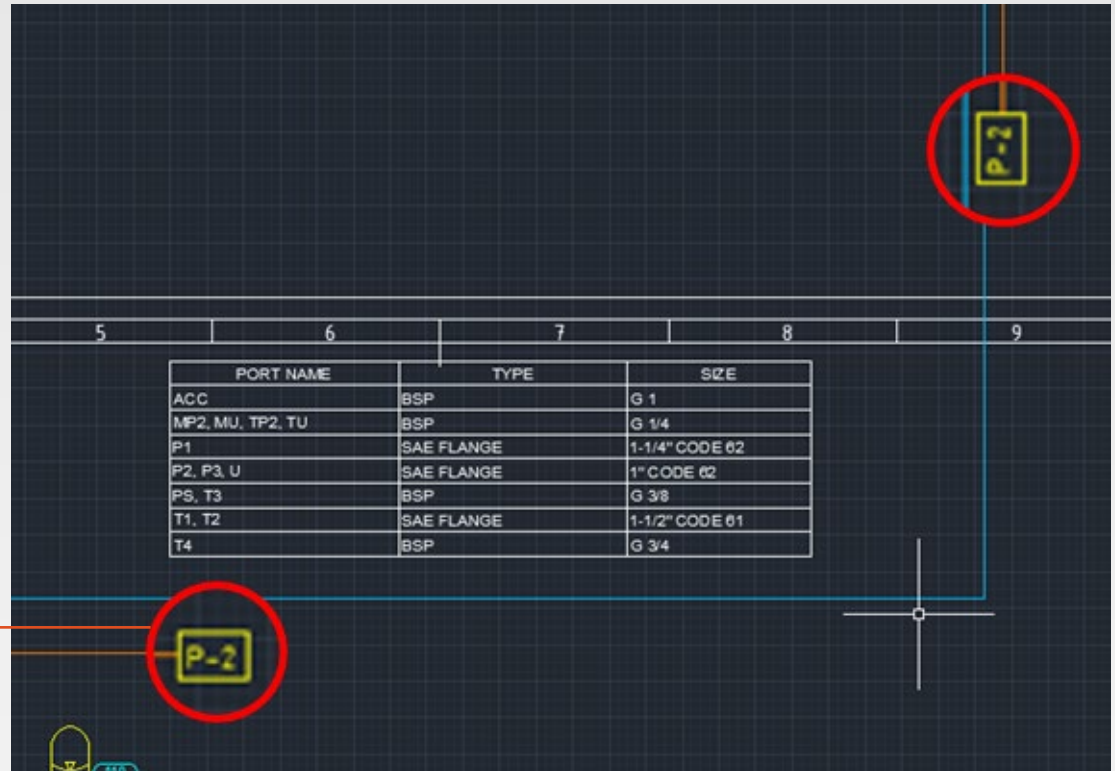 P-2
5 6 7 8 9
PORT NAME TYPE SIZE
ACC BSP G 1
MP2, MU, TP2, TU BSP G 1/4
P1 SAE FLANGE 1-1/4" CODE 62
P2, P3, U SAE FLANGE 1" CODE 62
PS, T3 BSP G 3/8
T1, T2 SAE FLANGE 1-1/2" CODE 61
T4 BSP G 3/4
P-2